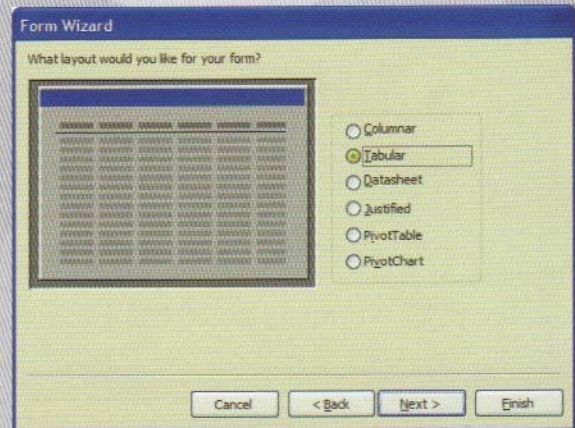 Form Wizard
What layout would you like for your form?
Columnar
Tabular
Datasheet
Justified
PivotTable
PivotChart
Cancel
< Back
Next >
Finish